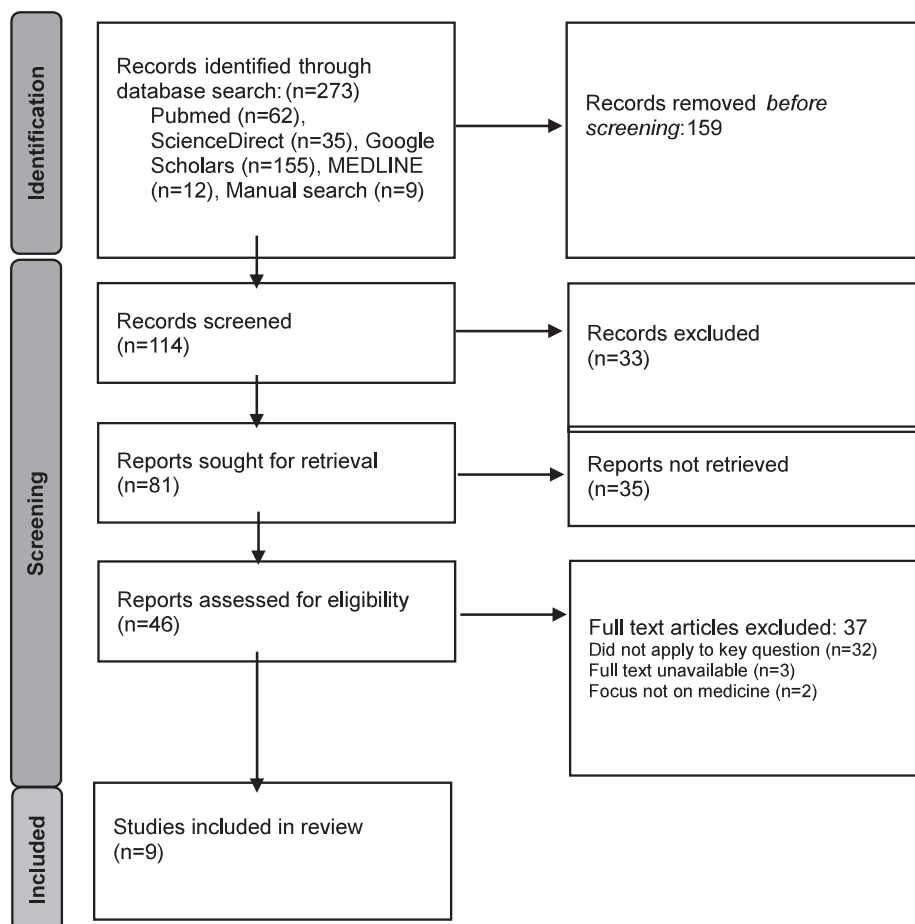 Identification
Records identified through
database search: (n=273)
Pubmed (n=62),
ScienceDirect (n=35), Google
Scholars (n=155), MEDLINE
(n=12), Manual search (n=9)
Records removed before
screening:159
Screening
Records screened
(n=114)
Records excluded
(n=33)
Reports sought for retrieval
(n=81)
Reports not retrieved
(n=35)
Reports assessed for eligibility
(n=46)
Full text articles excluded: 37
Did not apply to key question (n=32)
Full text unavailable (n=3)
Focus not on medicine (n=2)
Included
Studies included in review
(n=9)